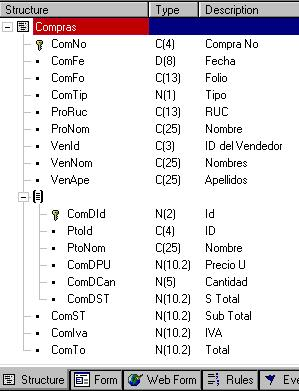 Structure Type Description
Compras
ComNo C(4) Compra No
ComFe D(8) Fecha
ComFo C(13) Folio
ComTip N(1) Tipo
ProRuc C(13) RUC
ProNom C(25) Nombre
VenId C(3) ID del Vendedor
VenNom C(25) Nombres
VenApe C(25) Apellidos
ComDId N(2) Id
PtoId C(4) ID
PtoNom C(25) Nombre
ComDPU N(10.2) Precio U
ComDCan N(5) Cantidad
ComDST N(10.2) S Total
ComST N(10.2) Sub Total
ComIva N(10.2) IVA
ComTo N(10.2) Total
Structure Form Web Form Rules Eve